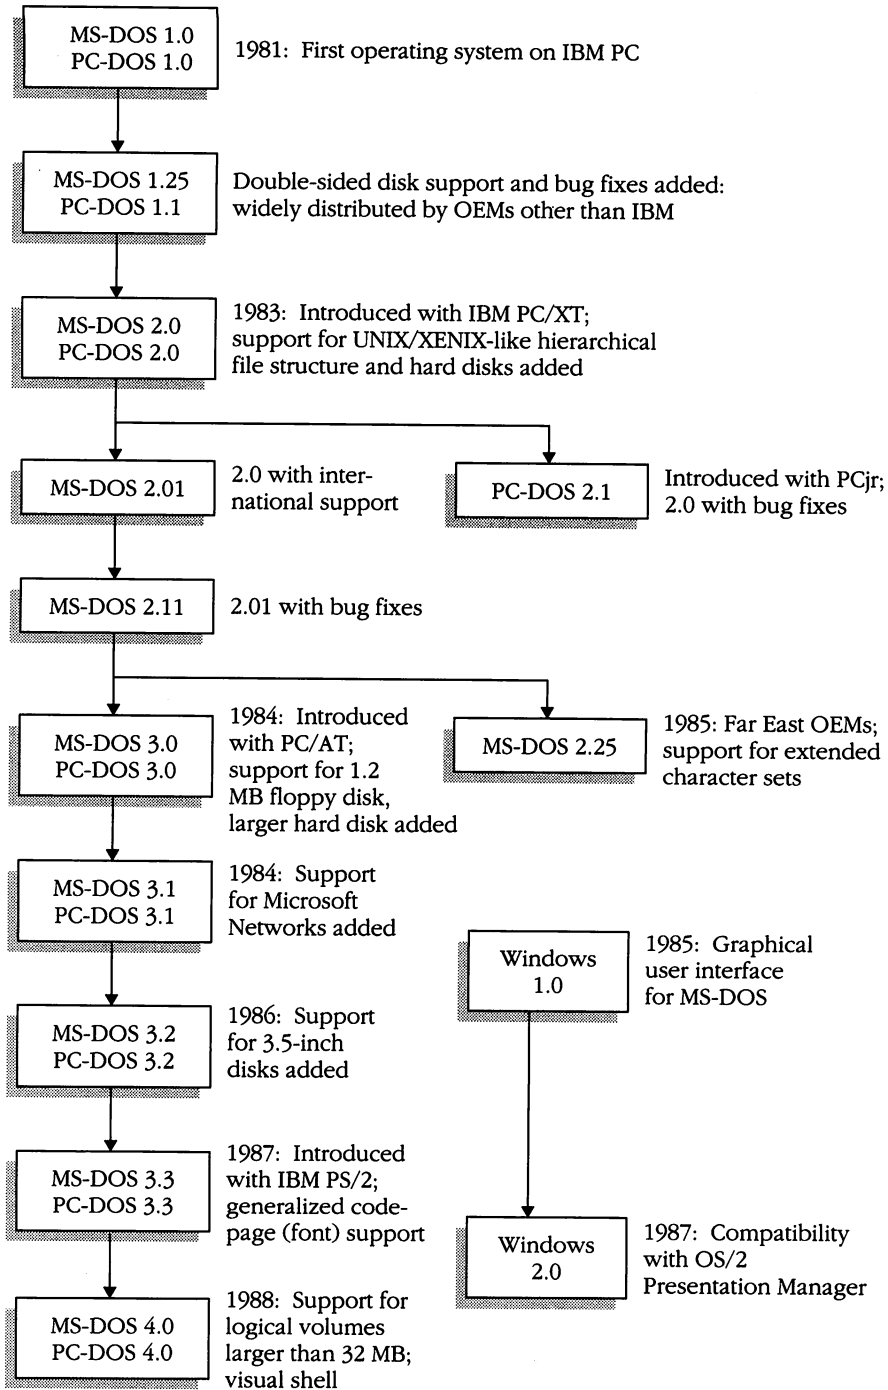 MS-DOS 1.0
PC-DOS 1.0
1981: First operating system on IBM PC
MS-DOS 1.25
PC-DOS 1.1
Double-sided disk support and bug fixes added:
widely distributed by OEMs other than IBM
MS-DOS 2.0
PC-DOS 2.0
1983: Introduced with IBM PC/XT;
support for UNIX/XENIX-like hierarchical
file structure and hard disks added
MS-DOS 2.01
2.0 with inter-
national support
PC-DOS 2.1
Introduced with PCjr;
2.0 with bug fixes
MS-DOS 2.11
2.01 with bug fixes
MS-DOS 3.0
PC-DOS 3.0
1984: Introduced
with PC/AT;
support for 1.2
MB floppy disk,
larger hard disk added
MS-DOS 2.25
1985: Far East OEMs;
support for extended
character sets
MS-DOS 3.1
PC-DOS 3.1
1984: Support
for Microsoft
Networks added
Windows
1.0
1985: Graphical
user interface
for MS-DOS
MS-DOS 3.2
PC-DOS 3.2
1986: Support
for 3.5-inch
disks added
MS-DOS 3.3
PC-DOS 3.3
1987: Introduced
with IBM PS/2;
generalized code-
page (font) support
Windows
2.0
1987: Compatibility
with OS/2
Presentation Manager
MS-DOS 4.0
PC-DOS 4.0
1988: Support for
logical volumes
larger than 32 MB;
visual shell